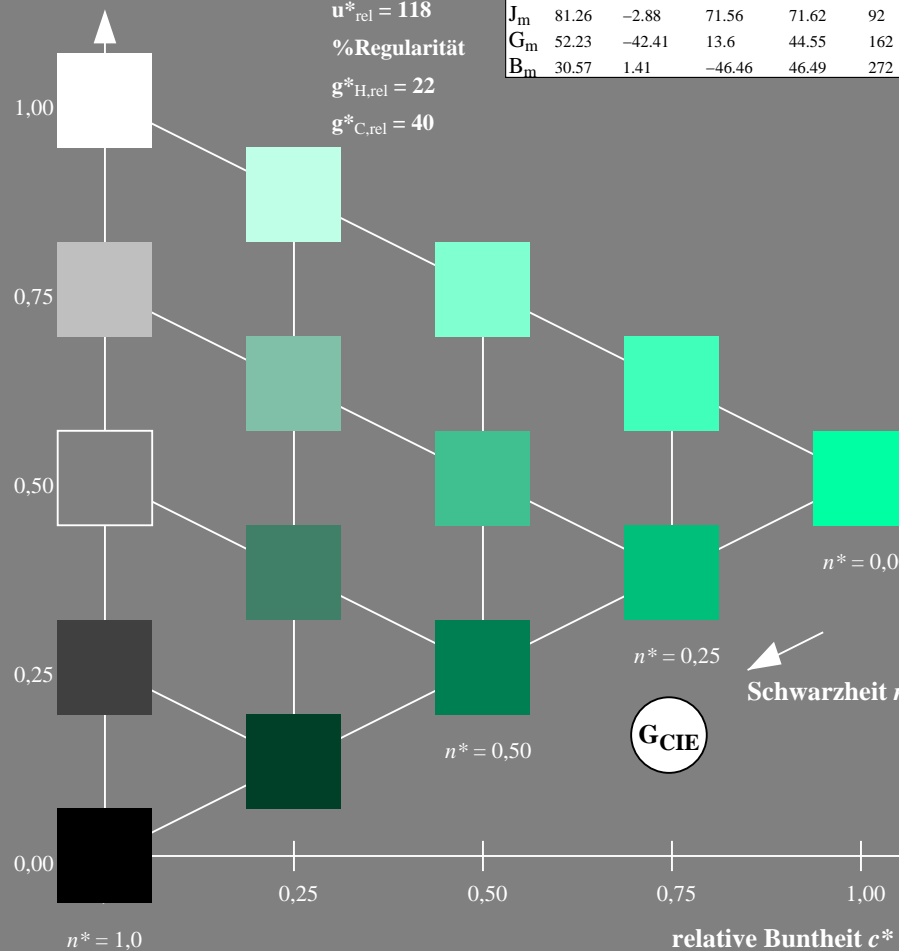 u*rel = 118
%Regularität
g*H,rel = 22
g*C,rel = 40
Jm 81.26 −2.88 71.56 71.62 92
Gm 52.23 −42.41 13.6 44.55 162
Bm 30.57 1.41 −46.46 46.49 272
1,00
0,75
0,50
n* = 0,0
n* = 0,25
0,25
Schwarzheit n
GCIE
n* = 0,50
0,00
0,25 0,50 0,75 1,00
n* = 1,0
relative Buntheit c*